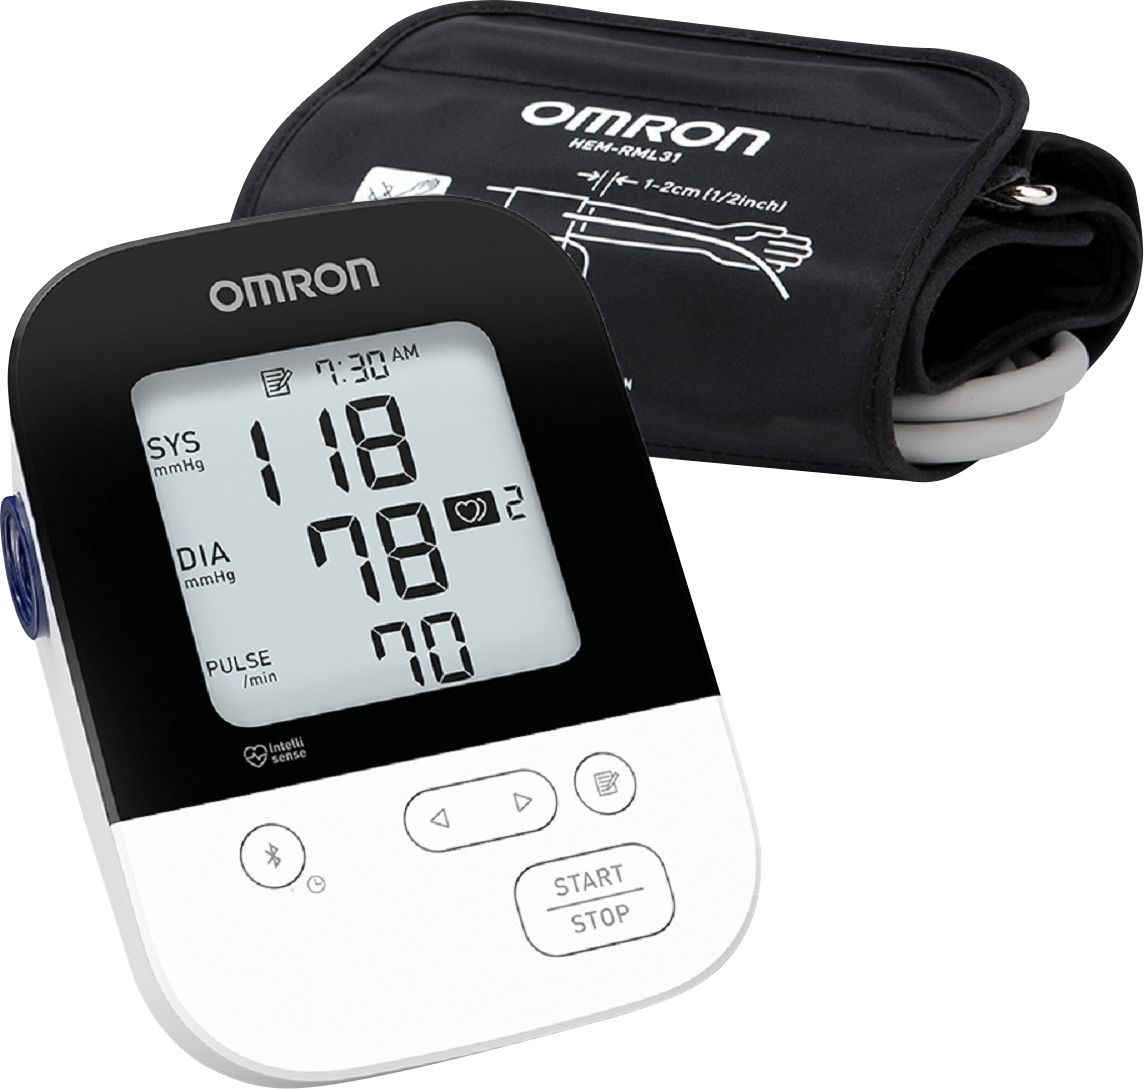 OMRON
HEM-RML31
1-2cm (1/2inch)
OMRON
7:30 AM
SYS
mmHg
118
DIA
mmHg
78
2
PULSE
/min
70
intelli
sense
START
STOP